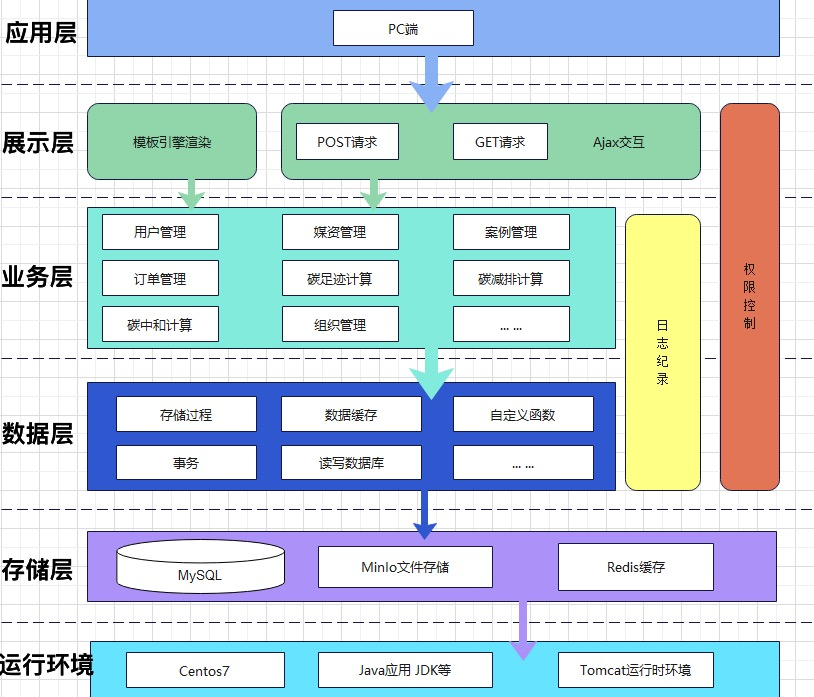 应用层
PC端
展示层
模板引擎渲染
POST请求
GET请求
Ajax交互
业务层
用户管理
媒资管理
案例管理
订单管理
碳足迹计算
碳减排计算
碳中和计算
组织管理
... ...
日志纪录
权限控制
数据层
存储过程
数据缓存
自定义函数
事务
读写数据库
... ...
存储层
MySQL
MinIo文件存储
Redis缓存
运行环境
Centos7
Java应用 JDK等
Tomcat运行时环境